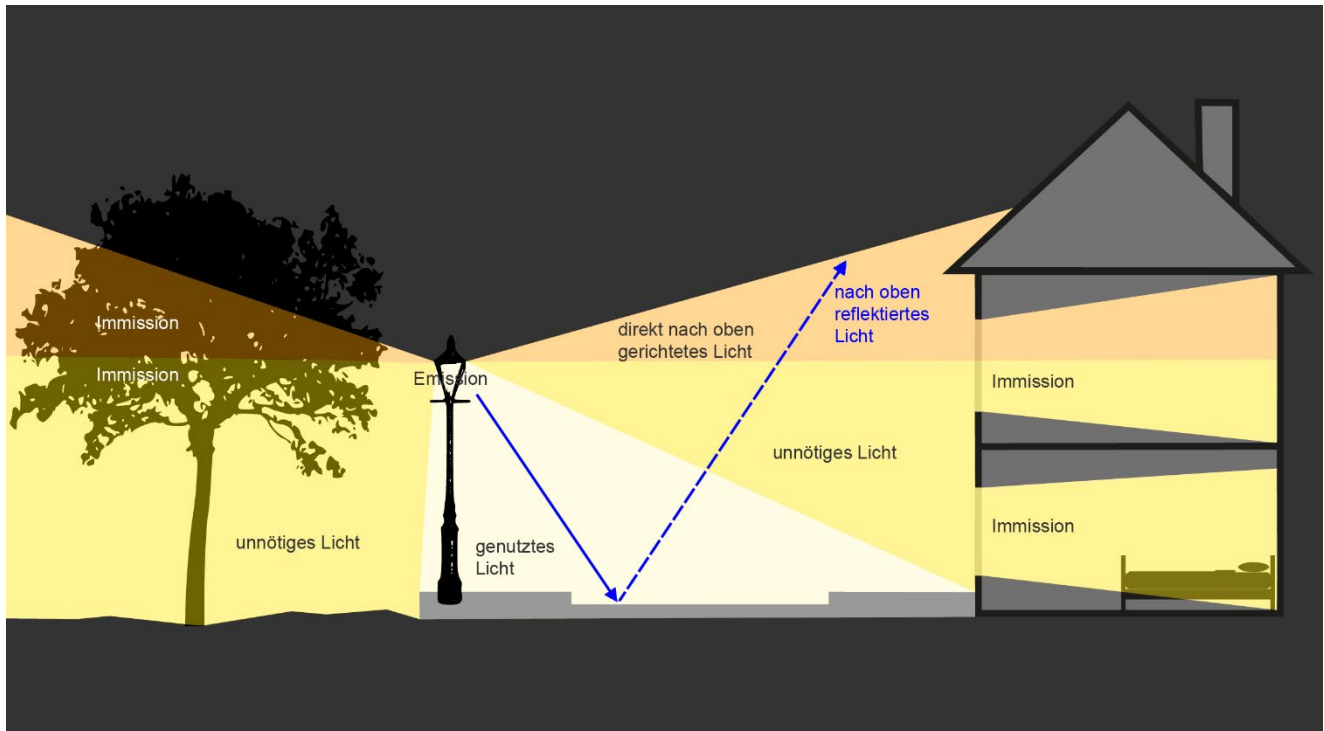 Immission
Immission
unnötiges Licht
Emission
genutztes
Licht
direkt nach oben
gerichtetes Licht
nach oben
reflektiertes
Licht
unnötiges Licht
Immission
Immission